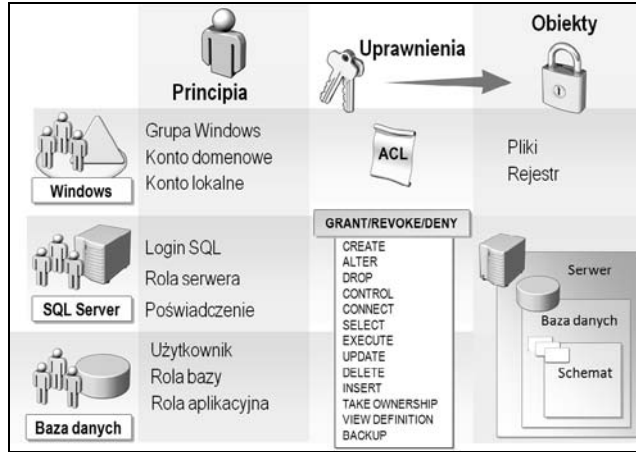 Principia
Uprawnienia
Obiekty
Windows
Grupa Windows
Konto domenowe
Konto lokalne
ACL
Pliki
Rejestr
SQL Server
Login SQL
Rola serwera
Poświadczenie
Baza danych
Użytkownik
Rola bazy
Rola aplikacyjna
GRANT/REVOKE/DENY
CREATE
ALTER
DROP
CONTROL
CONNECT
SELECT
EXECUTE
UPDATE
DELETE
INSERT
TAKE OWNERSHIP
VIEW DEFINITION
BACKUP
Serwer
Baza danych
Schemat